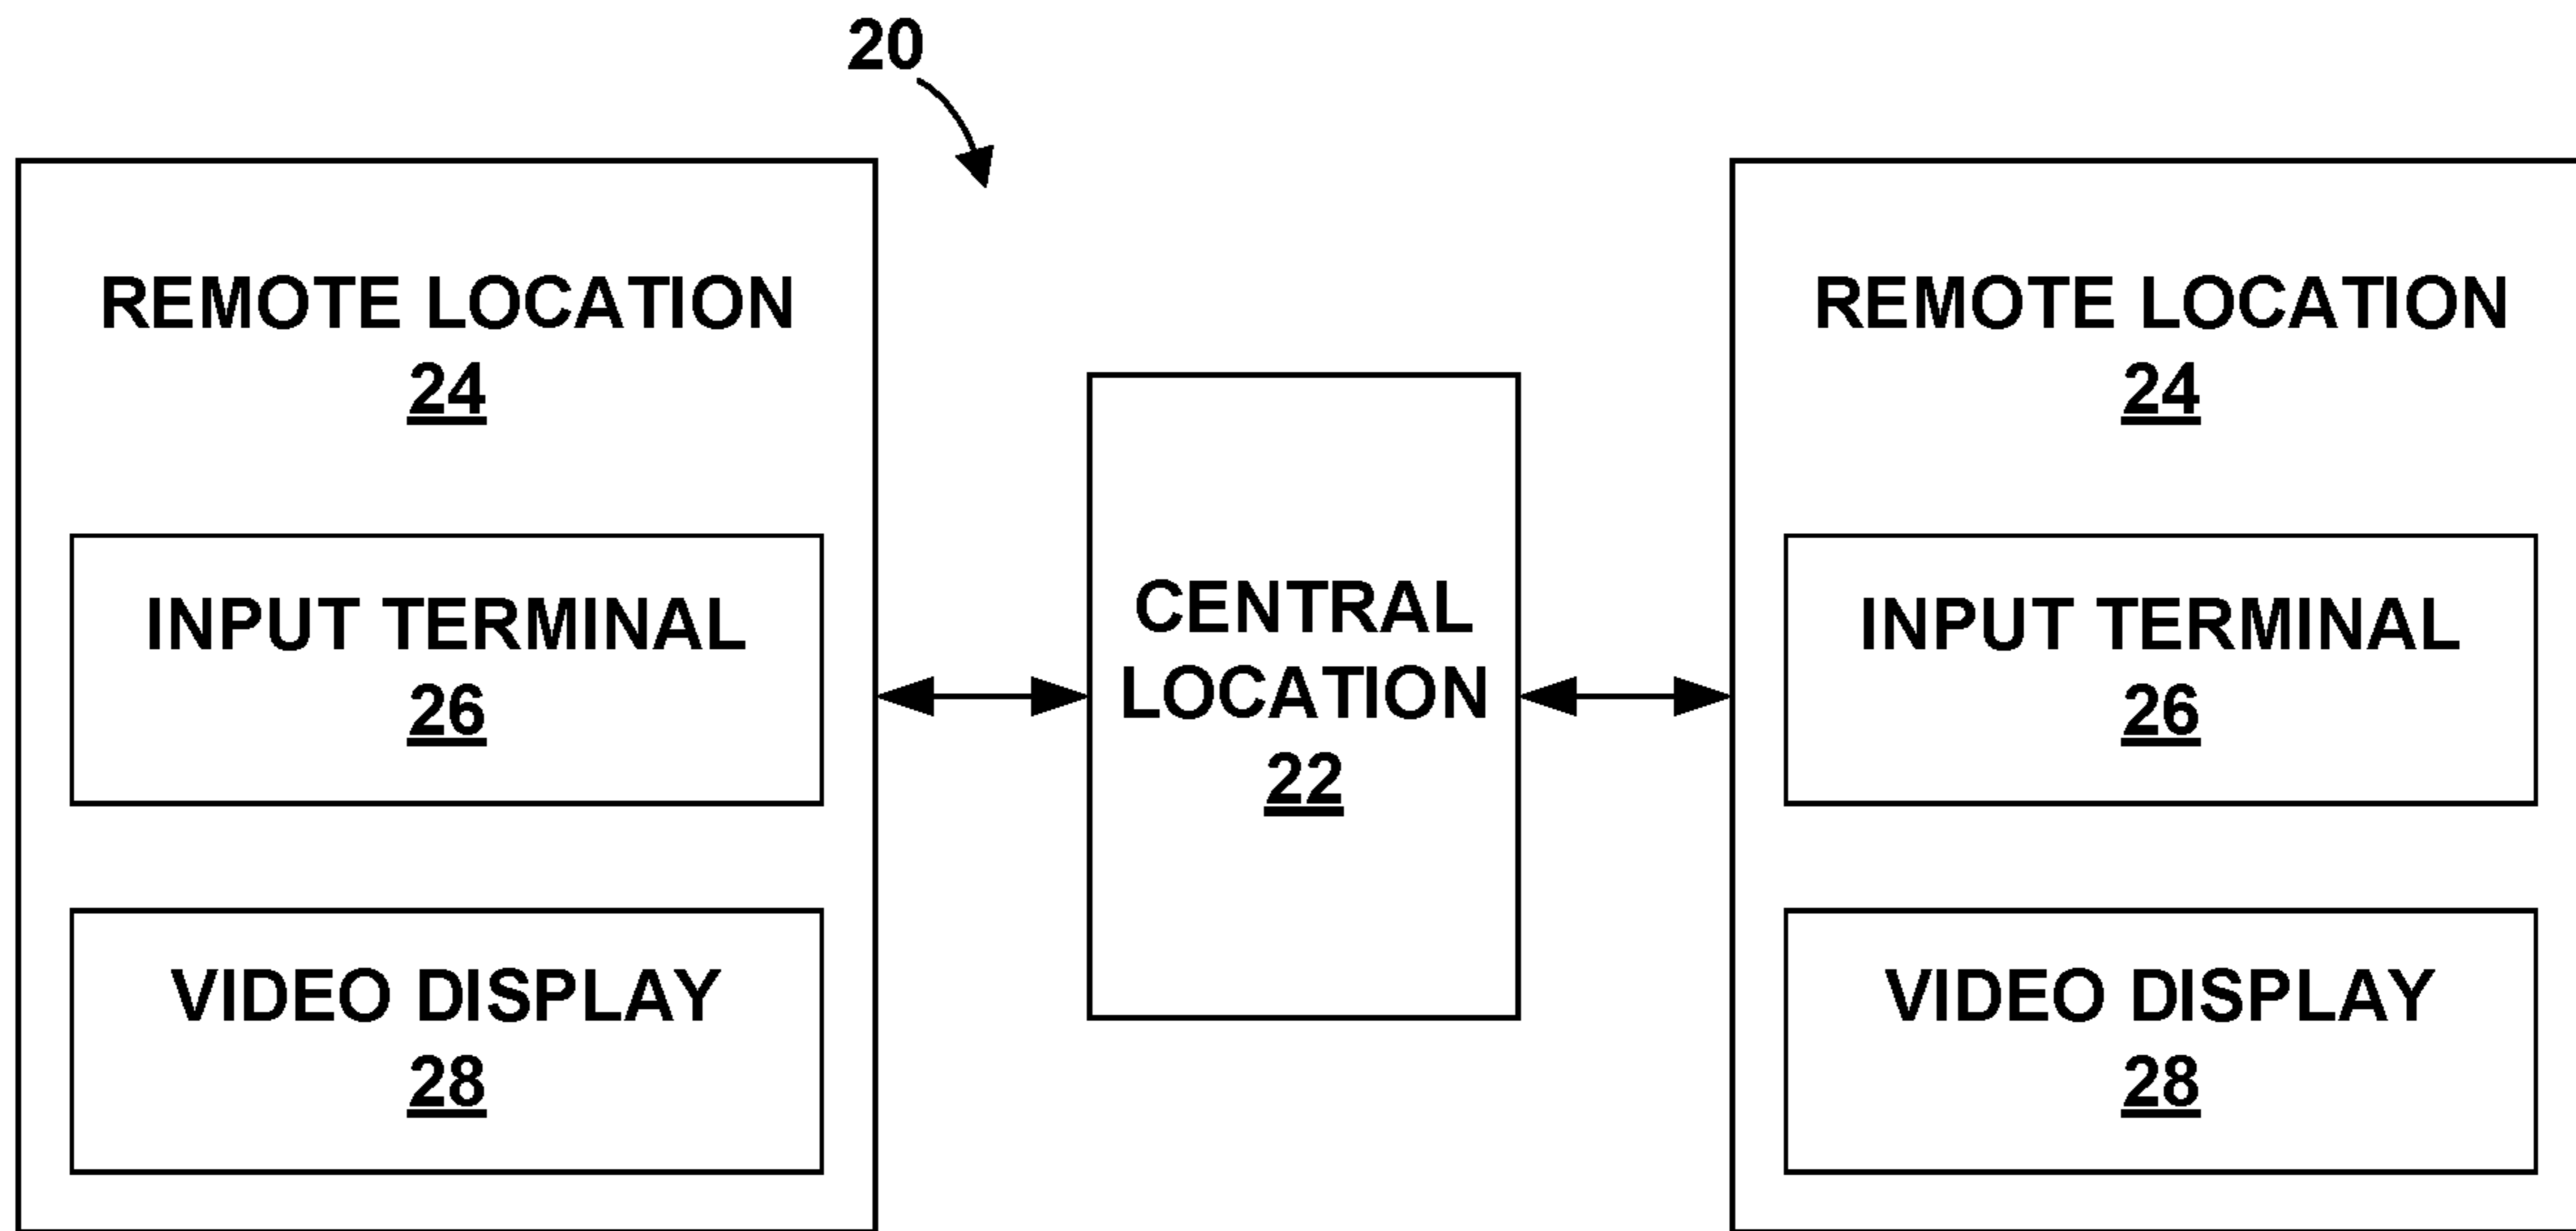 20
REMOTE LOCATION
24
INPUT TERMINAL
26
VIDEO DISPLAY
28
CENTRAL
LOCATION
22
REMOTE LOCATION
24
INPUT TERMINAL
26
VIDEO DISPLAY
28